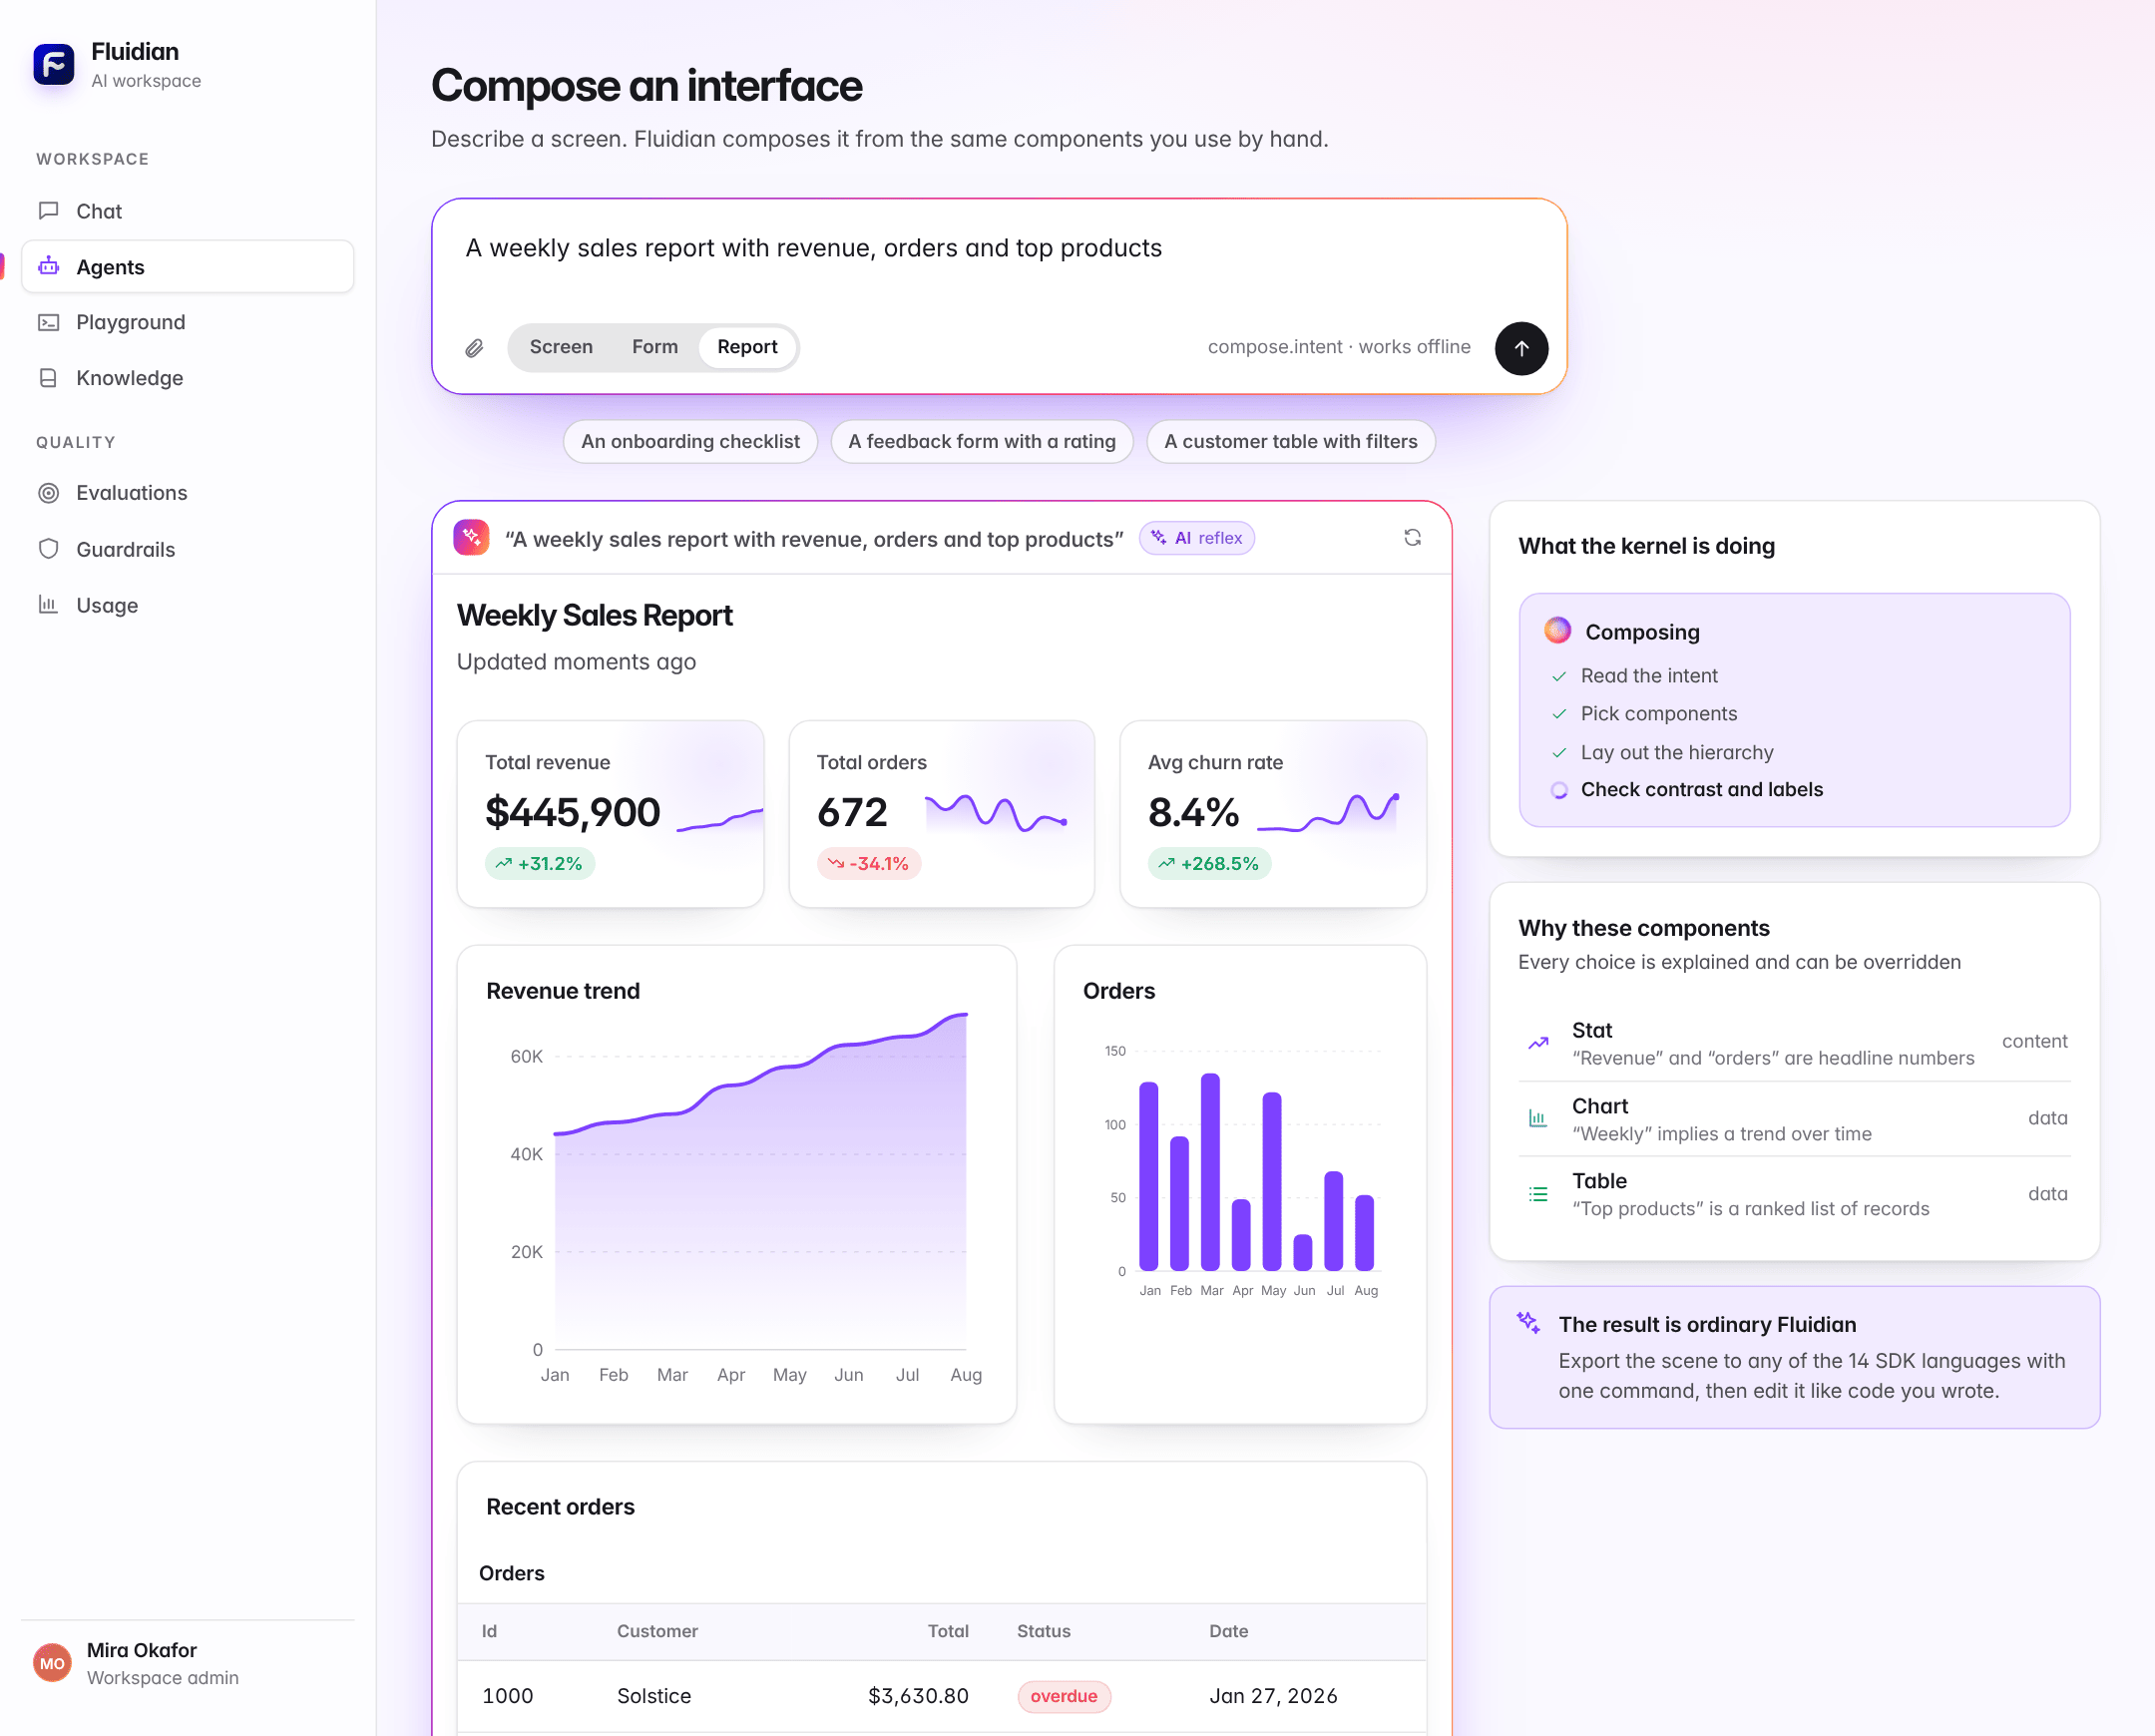 Fluidian
AI workspace
WORKSPACE
Chat
Agents
Playground
Knowledge
QUALITY
Evaluations
Guardrails
Usage
MO
Mira Okafor
Workspace admin
Compose an interface
Describe a screen. Fluidian composes it from the same components you use by hand.
A weekly sales report with revenue, orders and top products
Screen
Form
Report
compose.intent · works offline
An onboarding checklist
A feedback form with a rating
A customer table with filters
“A weekly sales report with revenue, orders and top products”
AI reflex
Weekly Sales Report
Updated moments ago
Total revenue
$445,900
+31.2%
Total orders
672
-34.1%
Avg churn rate
8.4%
+268.5%
Revenue trend
60K
40K
20K
0
Jan Feb Mar Apr May Jun Jul Aug
Orders
150
100
50
0
Jan Feb Mar Apr May Jun Jul Aug
Recent orders
Orders
Id Customer Total Status Date
1000 Solstice $3,630.80 overdue Jan 27, 2026
What the kernel is doing
Composing
Read the intent
Pick components
Lay out the hierarchy
Check contrast and labels
Why these components
Every choice is explained and can be overridden
Stat
“Revenue” and “orders” are headline numbers
content
Chart
“Weekly” implies a trend over time
data
Table
“Top products” is a ranked list of records
data
The result is ordinary Fluidian
Export the scene to any of the 14 SDK languages with
one command, then edit it like code you wrote.